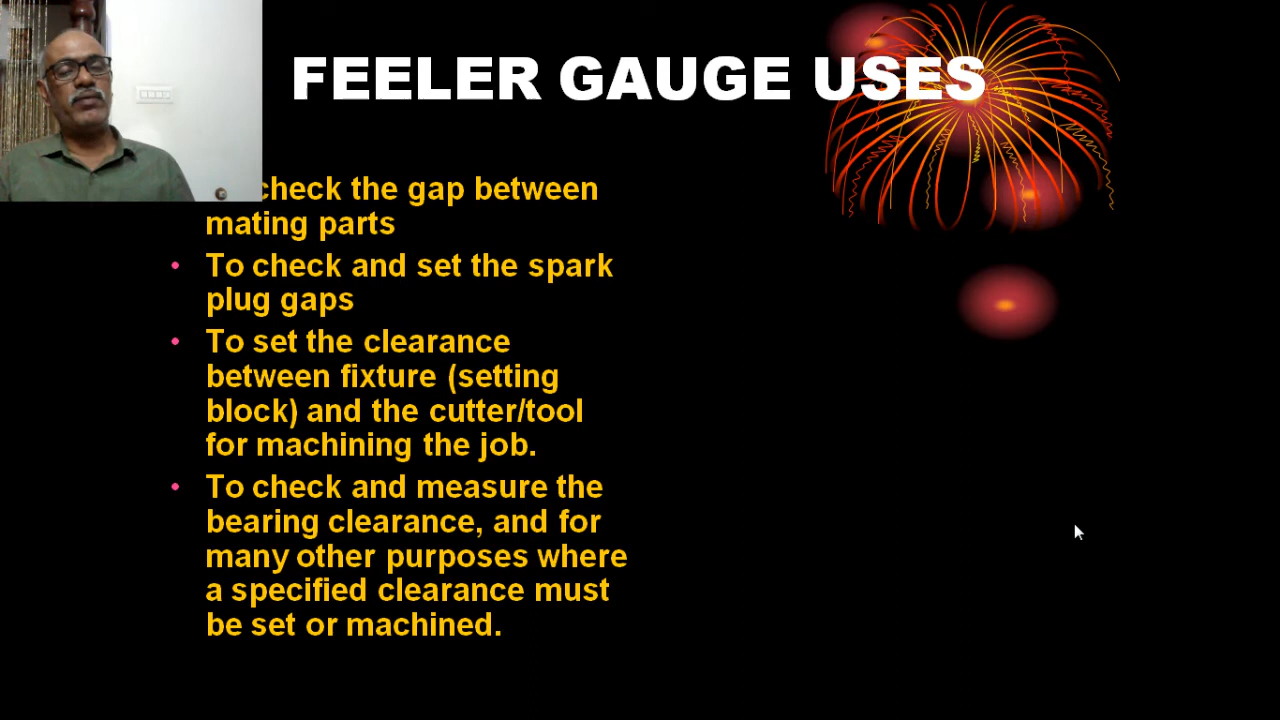 FEELER GAUGE USES
check the gap between
mating parts
• To check and set the spark
plug gaps
• To set the clearance
between fixture (setting
block) and the cutter/tool
for machining the job.
• To check and measure the
bearing clearance, and for
many other purposes where
a specified clearance must
be set or machined.